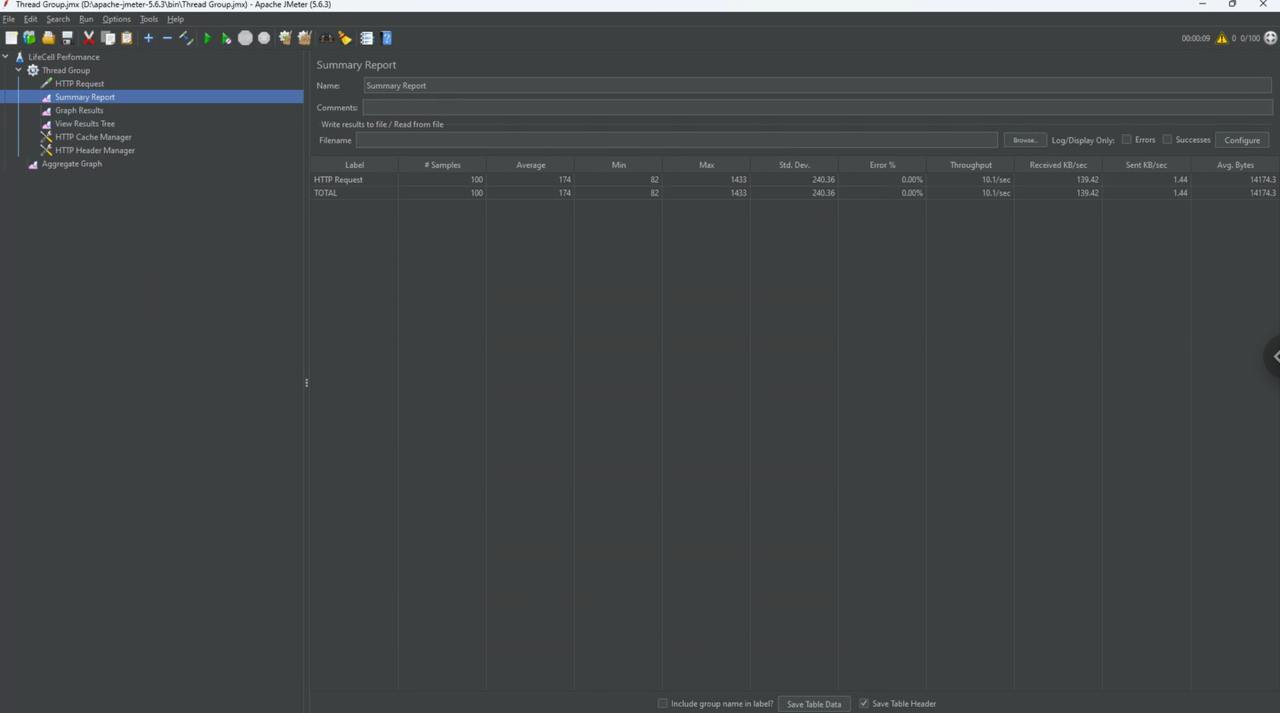 Thread Group.jmx (D:\apache-jmeter-5.6.3\bin\Thread Group.jmx) - Apache JMeter (5.6.3)
File Edit Search Run Options Tools Help
00:00:09 0 0/100
LifeCell Perfomance
Thread Group
HTTP Request
Summary Report
Graph Results
View Results Tree
HTTP Cache Manager
HTTP Header Manager
Aggregate Graph
Summary Report
Name: Summary Report
Comments:
Write results to file / Read from file
Filename Browse... Log/Display Only: Errors Successes Configure
Label # Samples Average Min Max Std. Dev. Error % Throughput Received KB/sec Sent KB/sec Avg. Bytes
HTTP Request 100 174 82 1433 240.36 0.00% 10.1/sec 139.42 1.44 14174.3
TOTAL 100 174 82 1433 240.36 0.00% 10.1/sec 139.42 1.44 14174.3
Include group name in label? Save Table Data Save Table Header